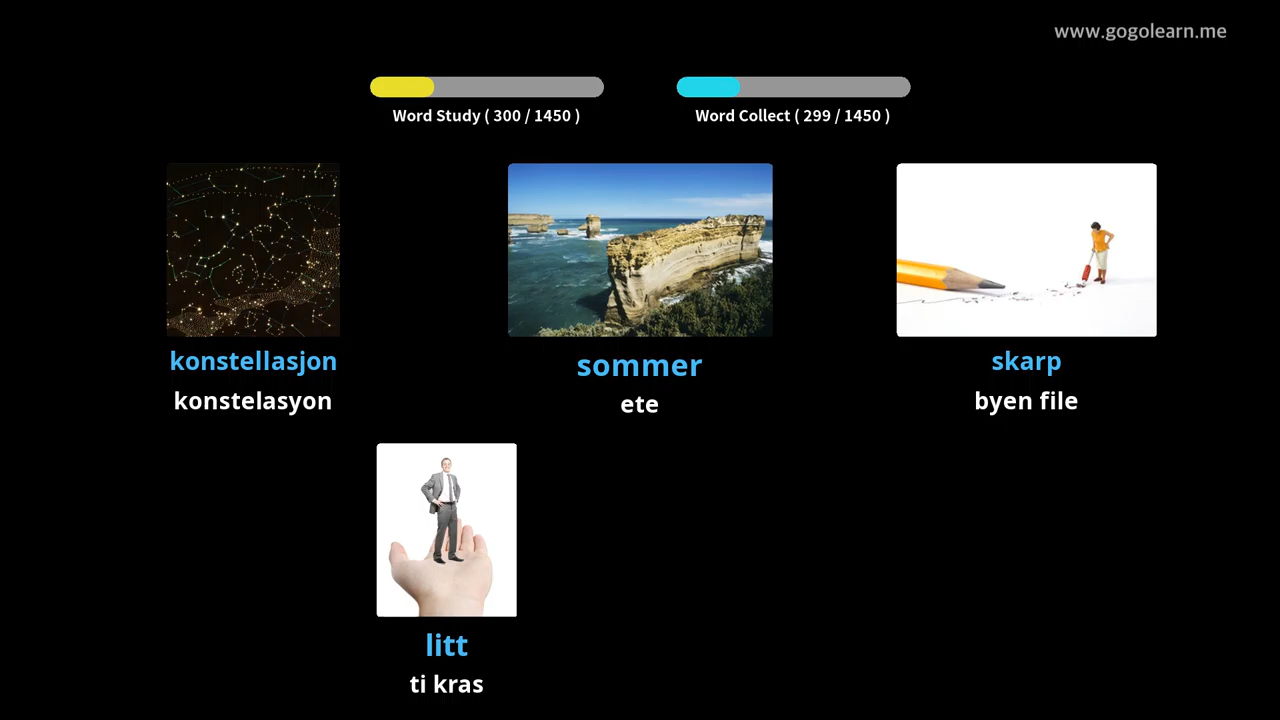 www.gogolearn.me
Word Study ( 300 / 1450 )
Word Collect ( 299 / 1450 )
konstellasjon
konstelasyon
sommer
ete
skarp
byen file
litt
ti kras